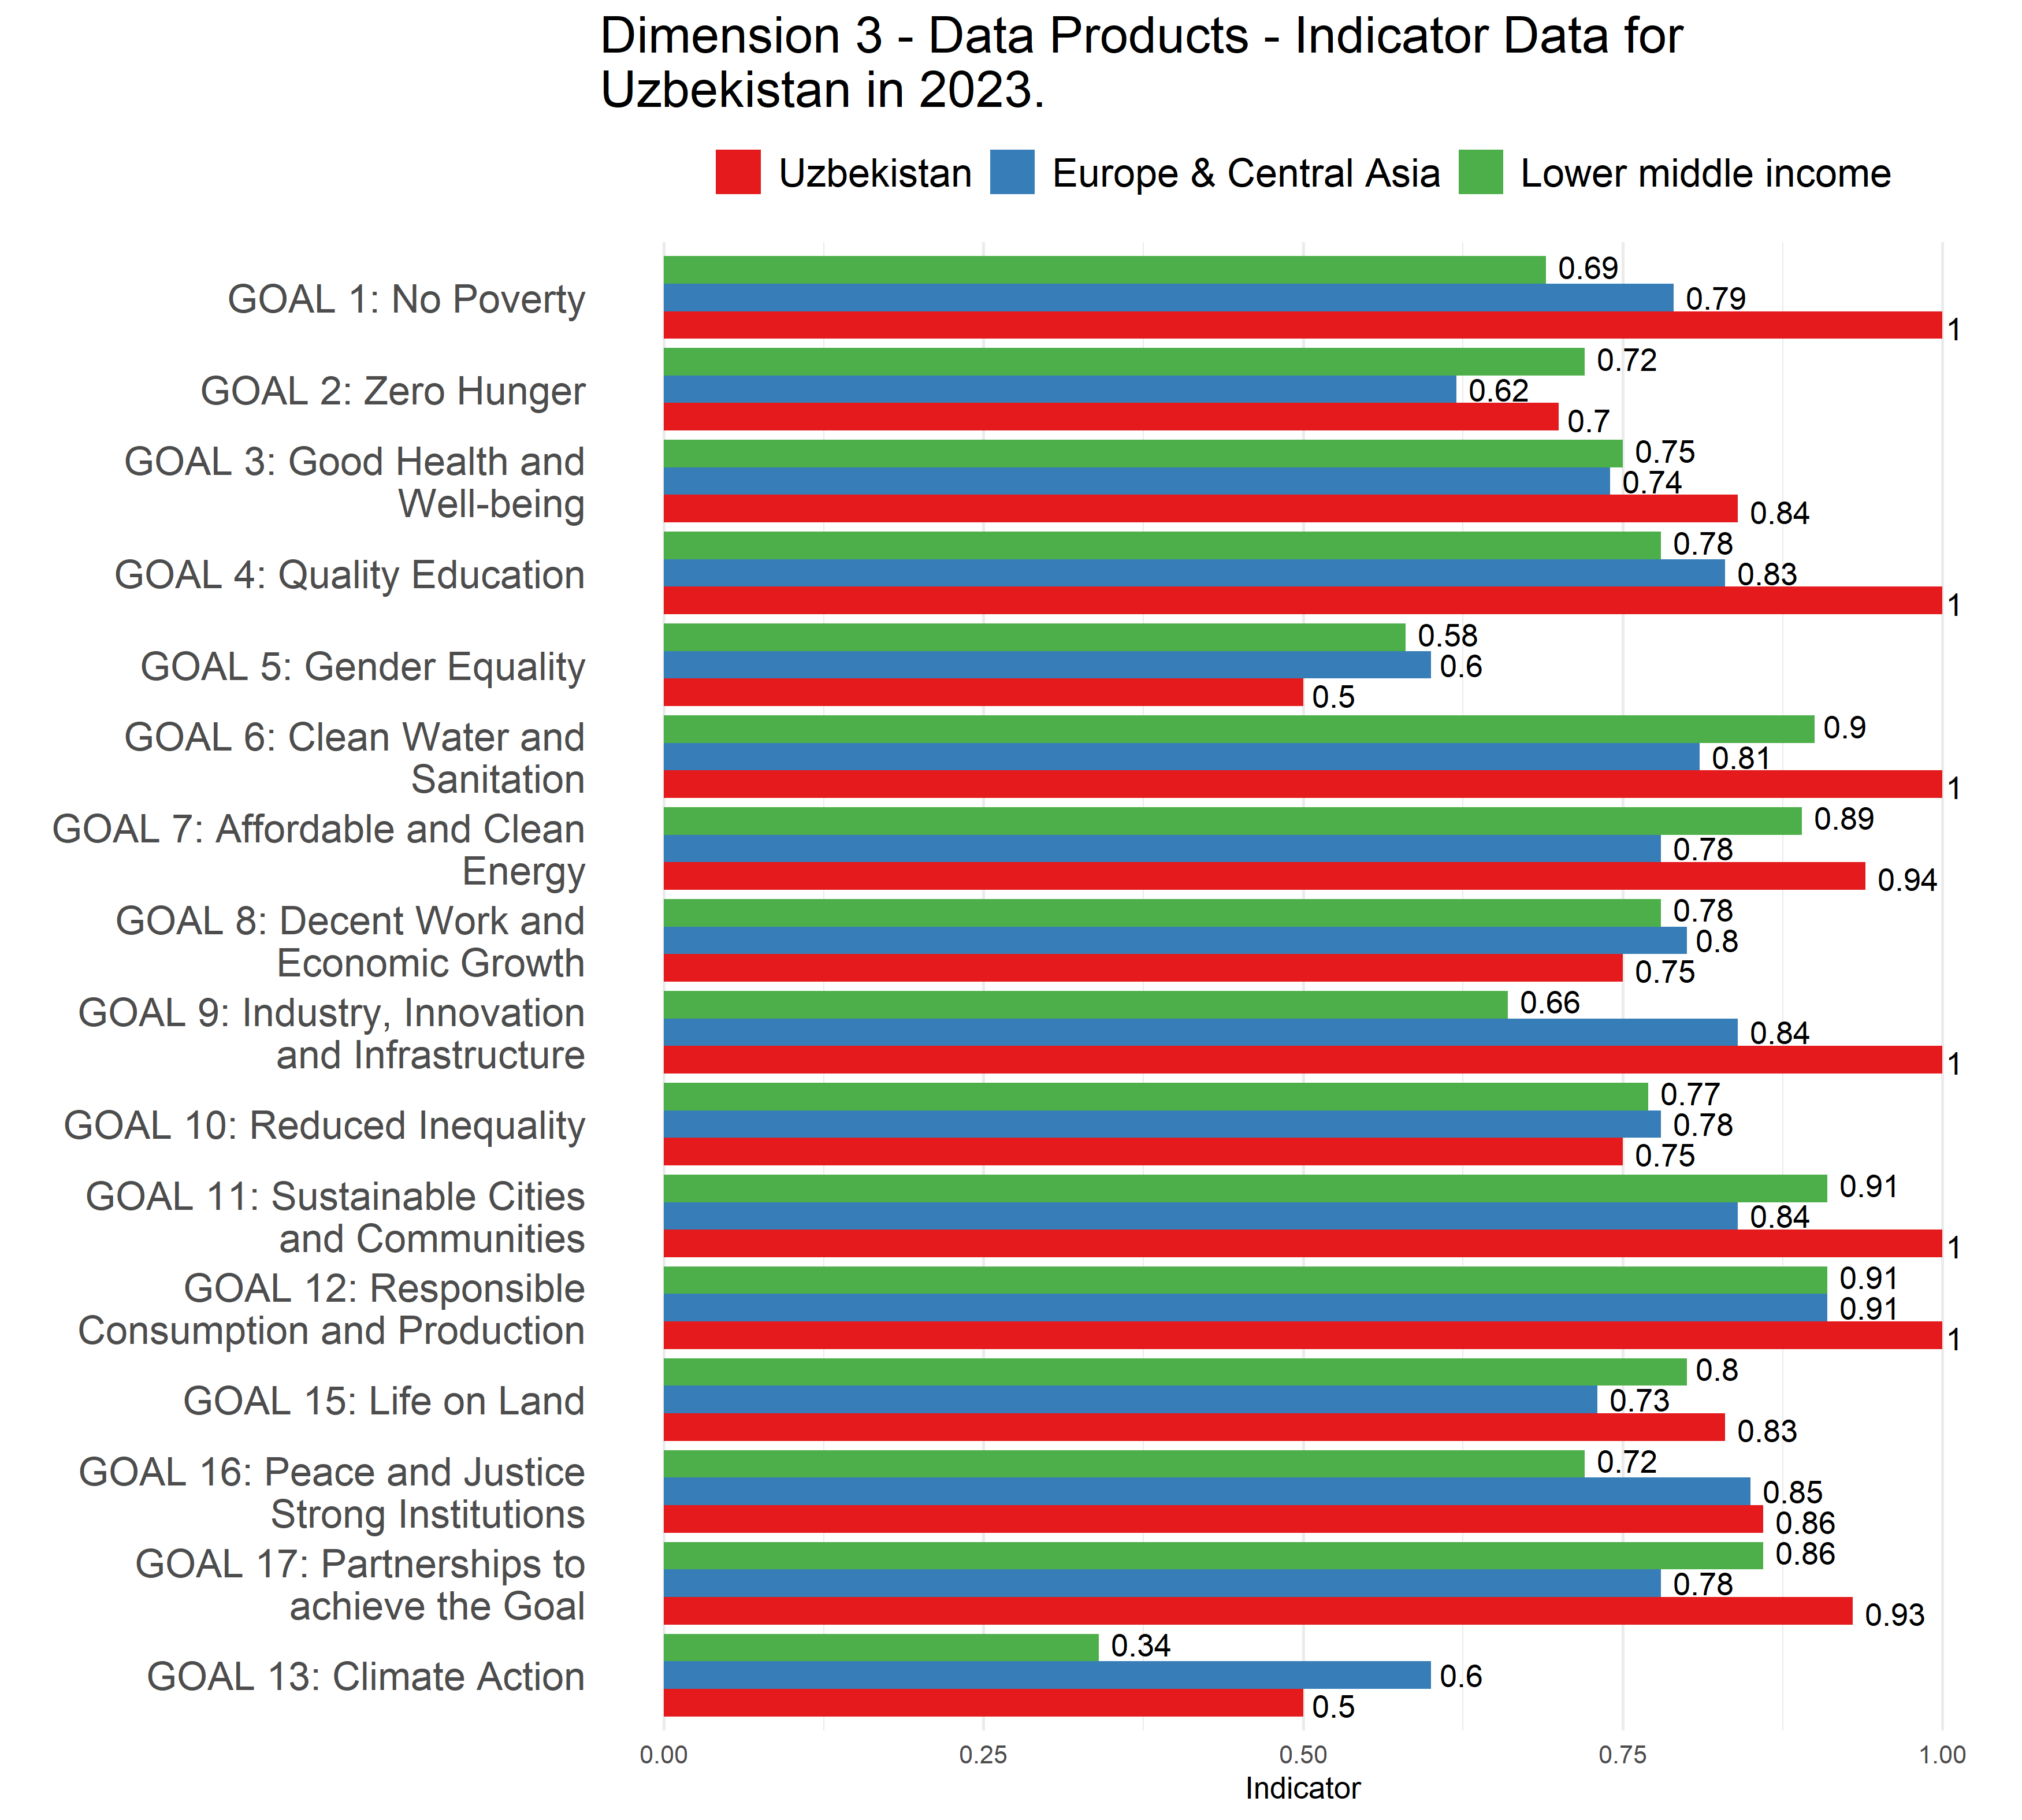 Dimension 3 - Data Products - Indicator Data for
Uzbekistan in 2023.
Uzbekistan
Europe & Central Asia
Lower middle income
GOAL 1: No Poverty
0.69
0.79
1
GOAL 2: Zero Hunger
0.72
0.62
0.7
GOAL 3: Good Health and
Well-being
0.75
0.74
0.84
GOAL 4: Quality Education
0.78
0.83
1
GOAL 5: Gender Equality
0.58
0.6
0.5
GOAL 6: Clean Water and
Sanitation
0.9
0.81
1
GOAL 7: Affordable and Clean
Energy
0.89
0.78
0.94
GOAL 8: Decent Work and
Economic Growth
0.78
0.8
0.75
GOAL 9: Industry, Innovation
and Infrastructure
0.66
0.84
1
GOAL 10: Reduced Inequality
0.77
0.78
0.75
GOAL 11: Sustainable Cities
and Communities
0.91
0.84
1
GOAL 12: Responsible
Consumption and Production
0.91
0.91
1
GOAL 15: Life on Land
0.8
0.73
0.83
GOAL 16: Peace and Justice
Strong Institutions
0.72
0.85
0.86
GOAL 17: Partnerships to
achieve the Goal
0.86
0.78
0.93
GOAL 13: Climate Action
0.34
0.6
0.5
0.00
0.25
0.50
0.75
1.00
Indicator